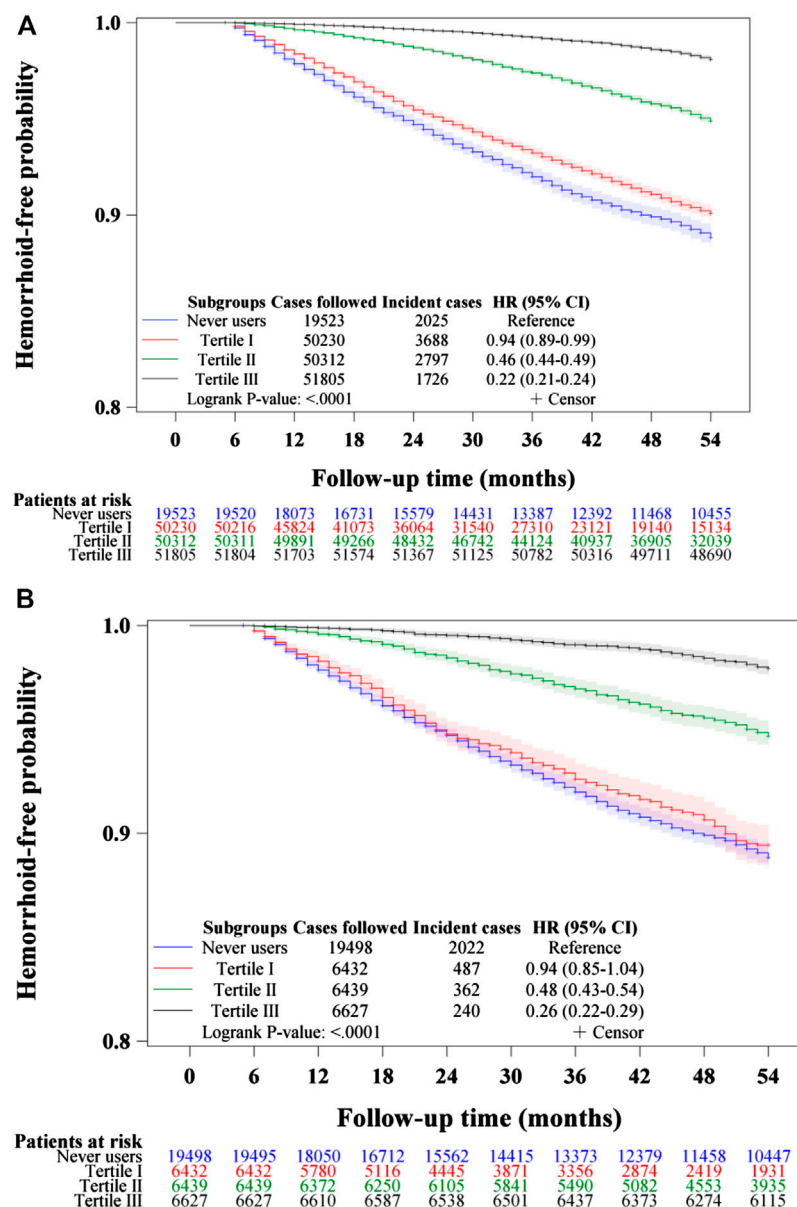 A
Hemorrhoid-free probability
1.0
0.9
0.8
Subgroups Cases followed Incident cases HR (95% CI)
Never users 19523 2025 Reference
Tertile I 50230 3688 0.94 (0.89-0.99)
Tertile II 50312 2797 0.46 (0.44-0.49)
Tertile III 51805 1726 0.22 (0.21-0.24)
Logrank P-value: <.0001 + Censor
0 6 12 18 24 30 36 42 48 54
Follow-up time (months)
Patients at risk
Never users 19523 19520 18073 16731 15579 14431 13387 12392 11468 10455
Tertile I 50230 50216 45824 41073 36064 31540 27310 23121 19140 15134
Tertile II 50312 50311 49891 49266 48432 46742 44124 40937 36905 32039
Tertile III 51805 51804 51703 51574 51367 51125 50782 50316 49711 48690
B
Hemorrhoid-free probability
1.0
0.9
0.8
Subgroups Cases followed Incident cases HR (95% CI)
Never users 19498 2022 Reference
Tertile I 6432 487 0.94 (0.85-1.04)
Tertile II 6439 362 0.48 (0.43-0.54)
Tertile III 6627 240 0.26 (0.22-0.29)
Logrank P-value: <.0001 + Censor
0 6 12 18 24 30 36 42 48 54
Follow-up time (months)
Patients at risk
Never users 19498 19495 18050 16712 15562 14415 13373 12379 11458 10447
Tertile I 6432 6432 5780 5116 4445 3871 3356 2874 2419 1931
Tertile II 6439 6439 6372 6250 6105 5841 5490 5082 4553 3935
Tertile III 6627 6627 6610 6587 6538 6501 6437 6373 6274 6115